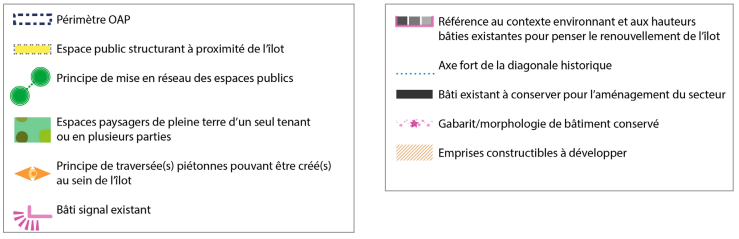 Périmètre OAP
Espace public structurant à proximité de l'îlot
Principe de mise en réseau des espaces publics
Espaces paysagers de pleine terre d'un seul tenant
ou en plusieurs parties
Principe de traversée(s) piétonnes pouvant être créé(s)
au sein de l'îlot
Bâti signal existant
Référence au contexte environnant et aux hauteurs
bâties existantes pour penser le renouvellement de l'îlot
Axe fort de la diagonale historique
Bâti existant à conserver pour l'aménagement du secteur
Gabarit/morphologie de bâtiment conservé
Emprises constructibles à développer